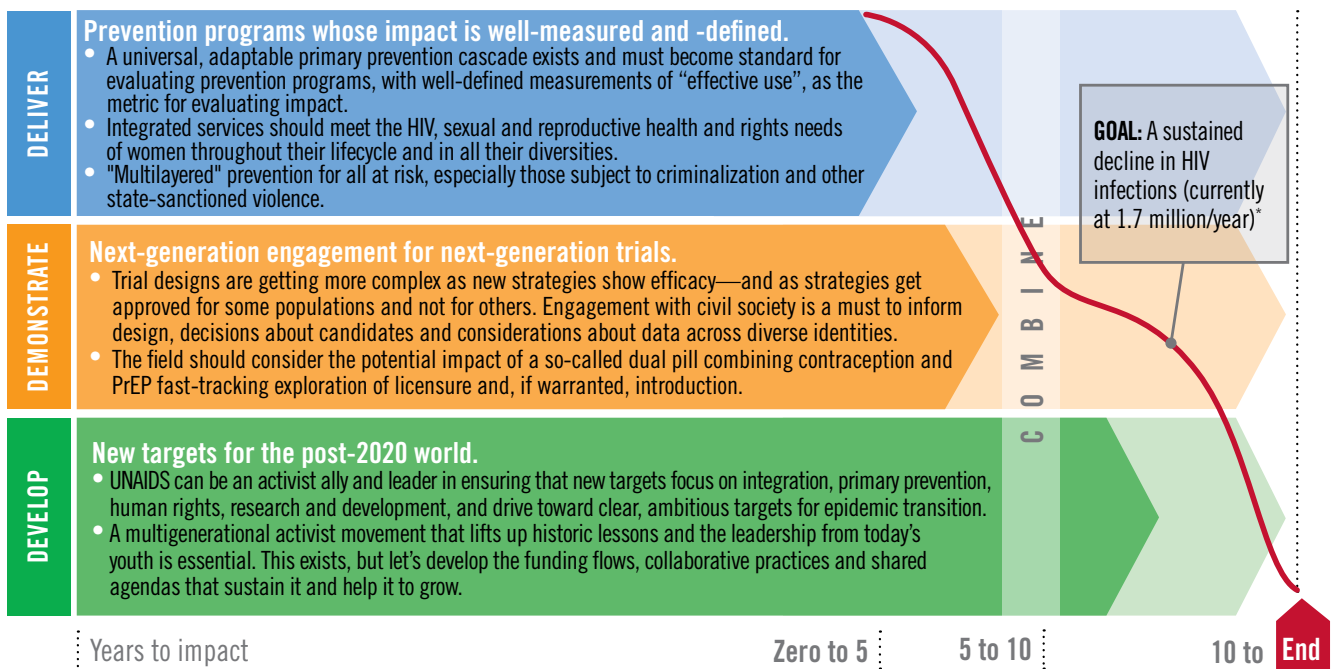 DELIVER
Prevention programs whose impact is well-measured and -defined.
• A universal, adaptable primary prevention cascade exists and must become standard for
evaluating prevention programs, with well-defined measurements of “effective use”, as the
metric for evaluating impact.
• Integrated services should meet the HIV, sexual and reproductive health and rights needs
of women throughout their lifecycle and in all their diversities.
• "Multilayered" prevention for all at risk, especially those subject to criminalization and other
state-sanctioned violence.
GOAL: A sustained
decline in HIV
infections (currently
at 1.7 million/year)*
DEMONSTRATE
Next-generation engagement for next-generation trials.
• Trial designs are getting more complex as new strategies show efficacy—and as strategies get
approved for some populations and not for others. Engagement with civil society is a must to inform
design, decisions about candidates and considerations about data across diverse identities.
• The field should consider the potential impact of a so-called dual pill combining contraception and
PrEP fast-tracking exploration of licensure and, if warranted, introduction.
COMBINE
DEVELOP
New targets for the post-2020 world.
• UNAIDS can be an activist ally and leader in ensuring that new targets focus on integration, primary prevention,
human rights, research and development, and drive toward clear, ambitious targets for epidemic transition.
• A multigenerational activist movement that lifts up historic lessons and the leadership from today’s
youth is essential. This exists, but let’s develop the funding flows, collaborative practices and shared
agendas that sustain it and help it to grow.
Years to impact
Zero to 5
5 to 10
10 to End